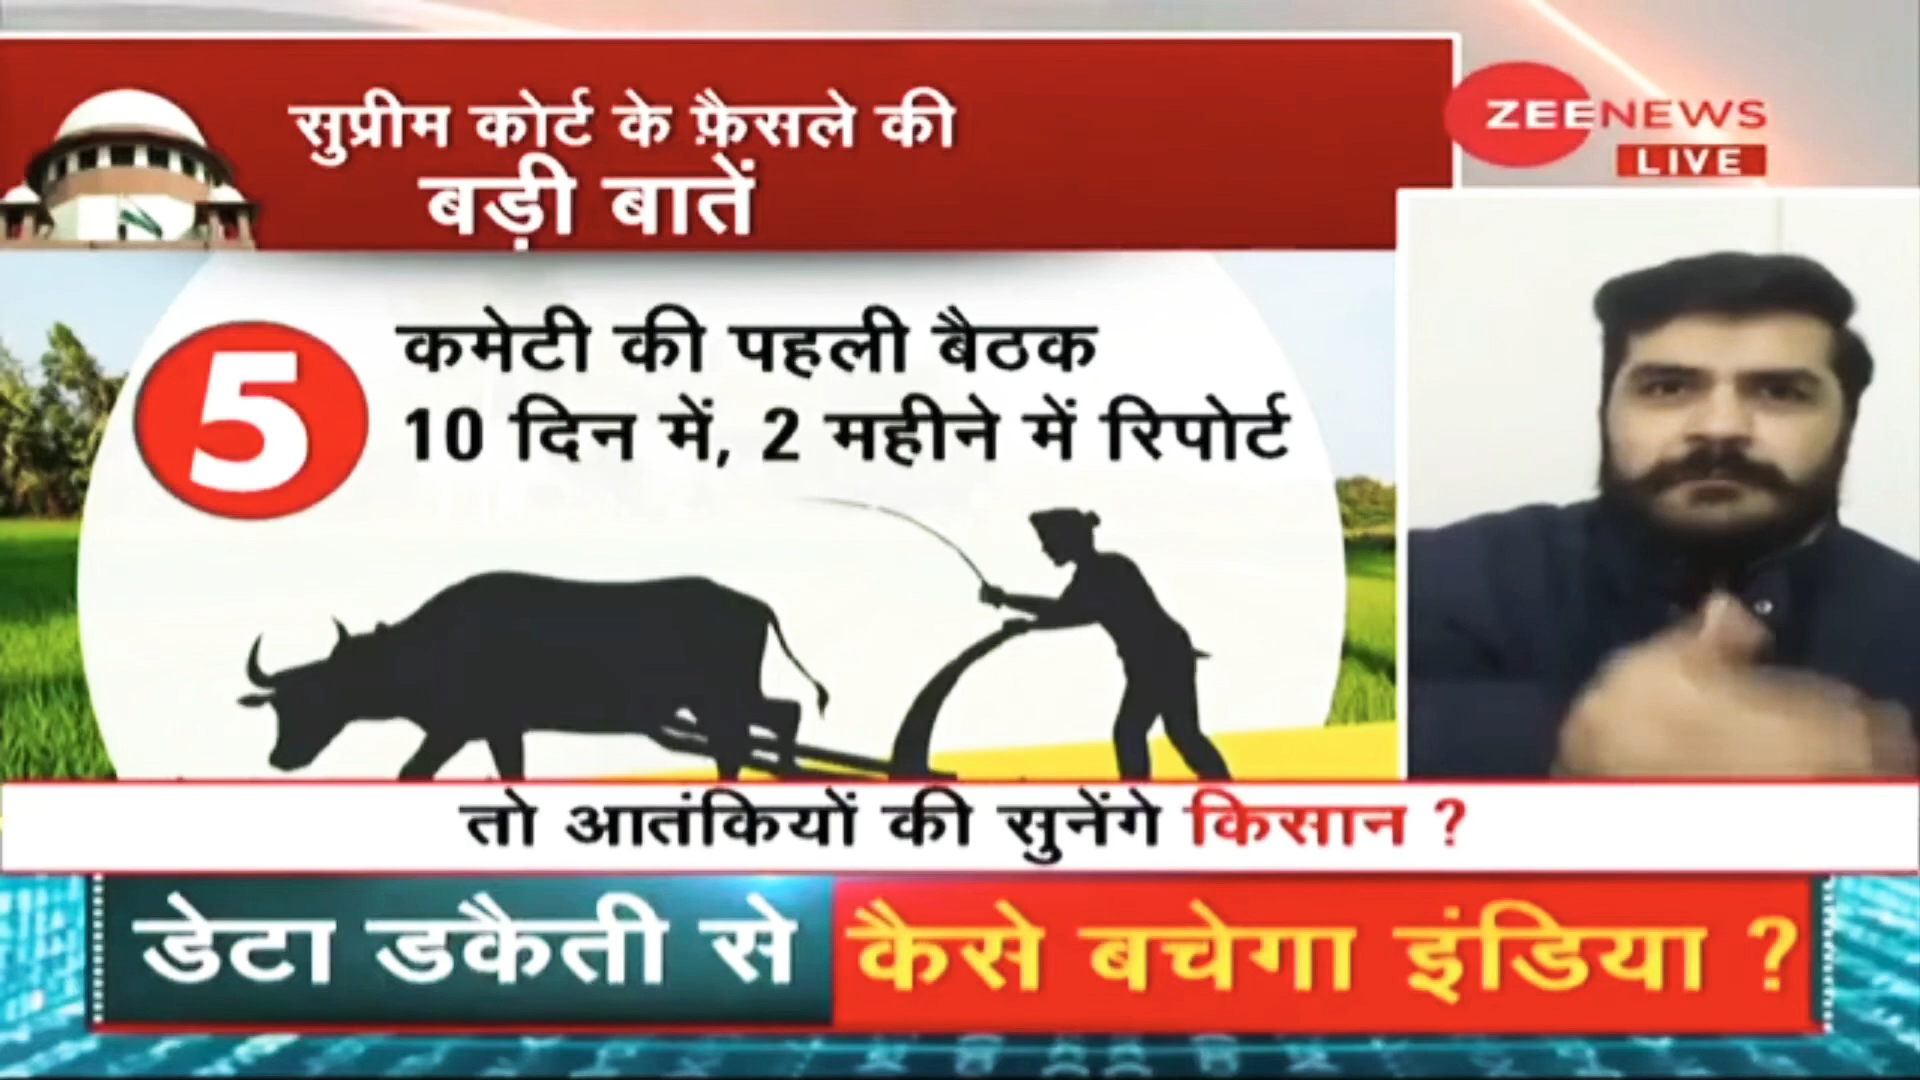 सुप्रीम कोर्ट के फ़ैसले की
बड़ी बातें
ZEENEWS
LIVE
5
कमेटी की पहली बैठक
10 दिन में, 2 महीने में रिपोर्ट
तो आतंकियों की सुनेंगे किसान ?
डेटा डकैती से कैसे बचेगा इंडिया ?